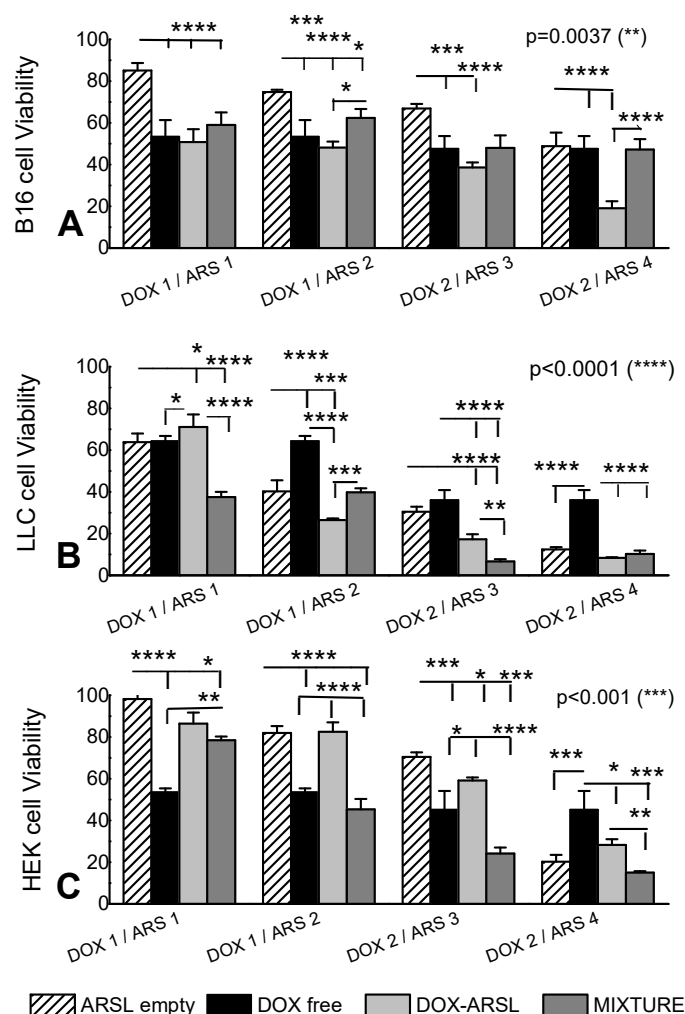 ****
***
****
*
*
***
****
p=0.0037 (**)
****
****
100
80
60
40
20
0
B16 cell Viability
A
DOX 1 / ARS 1
DOX 1 / ARS 2
DOX 2 / ARS 3
DOX 2 / ARS 4
*
****
*
****
****
***
****
***
****
****
**
p<0.0001 (****)
****
****
100
80
60
40
20
0
LLC cell Viability
B
DOX 1 / ARS 1
DOX 1 / ARS 2
DOX 2 / ARS 3
DOX 2 / ARS 4
****
*
**
****
****
***
*
***
*
****
p<0.001 (***)
***
*
***
**
100
80
60
40
20
0
HEK cell Viability
C
DOX 1 / ARS 1
DOX 1 / ARS 2
DOX 2 / ARS 3
DOX 2 / ARS 4
ARSL empty DOX free DOX-ARSL MIXTURE